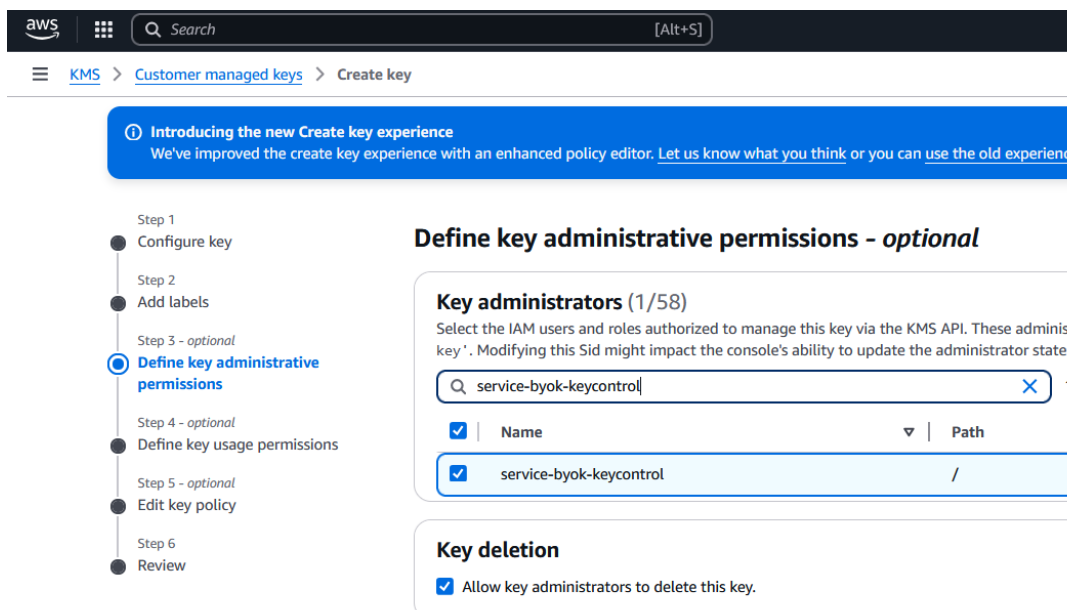 aws
Search [Alt+S]
KMS > Customer managed keys > Create key
Introducing the new Create key experience
We've improved the create key experience with an enhanced policy editor. Let us know what you think or you can use the old
Step 1
Configure key
Step 2
Add labels
Step 3 - optional
Define key administrative
permissions
Step 4 - optional
Define key usage permissions
Step 5 - optional
Edit key policy
Step 6
Review
Define key administrative permissions - optional
Key administrators (1/58)
Select the IAM users and roles authorized to manage this key via the KMS API. These
key'. Modifying this Sid might impact the console's ability to update the administrator state
service-byok-keycontrol
Name Path
service-byok-keycontrol /
Key deletion
Allow key administrators to delete this key.